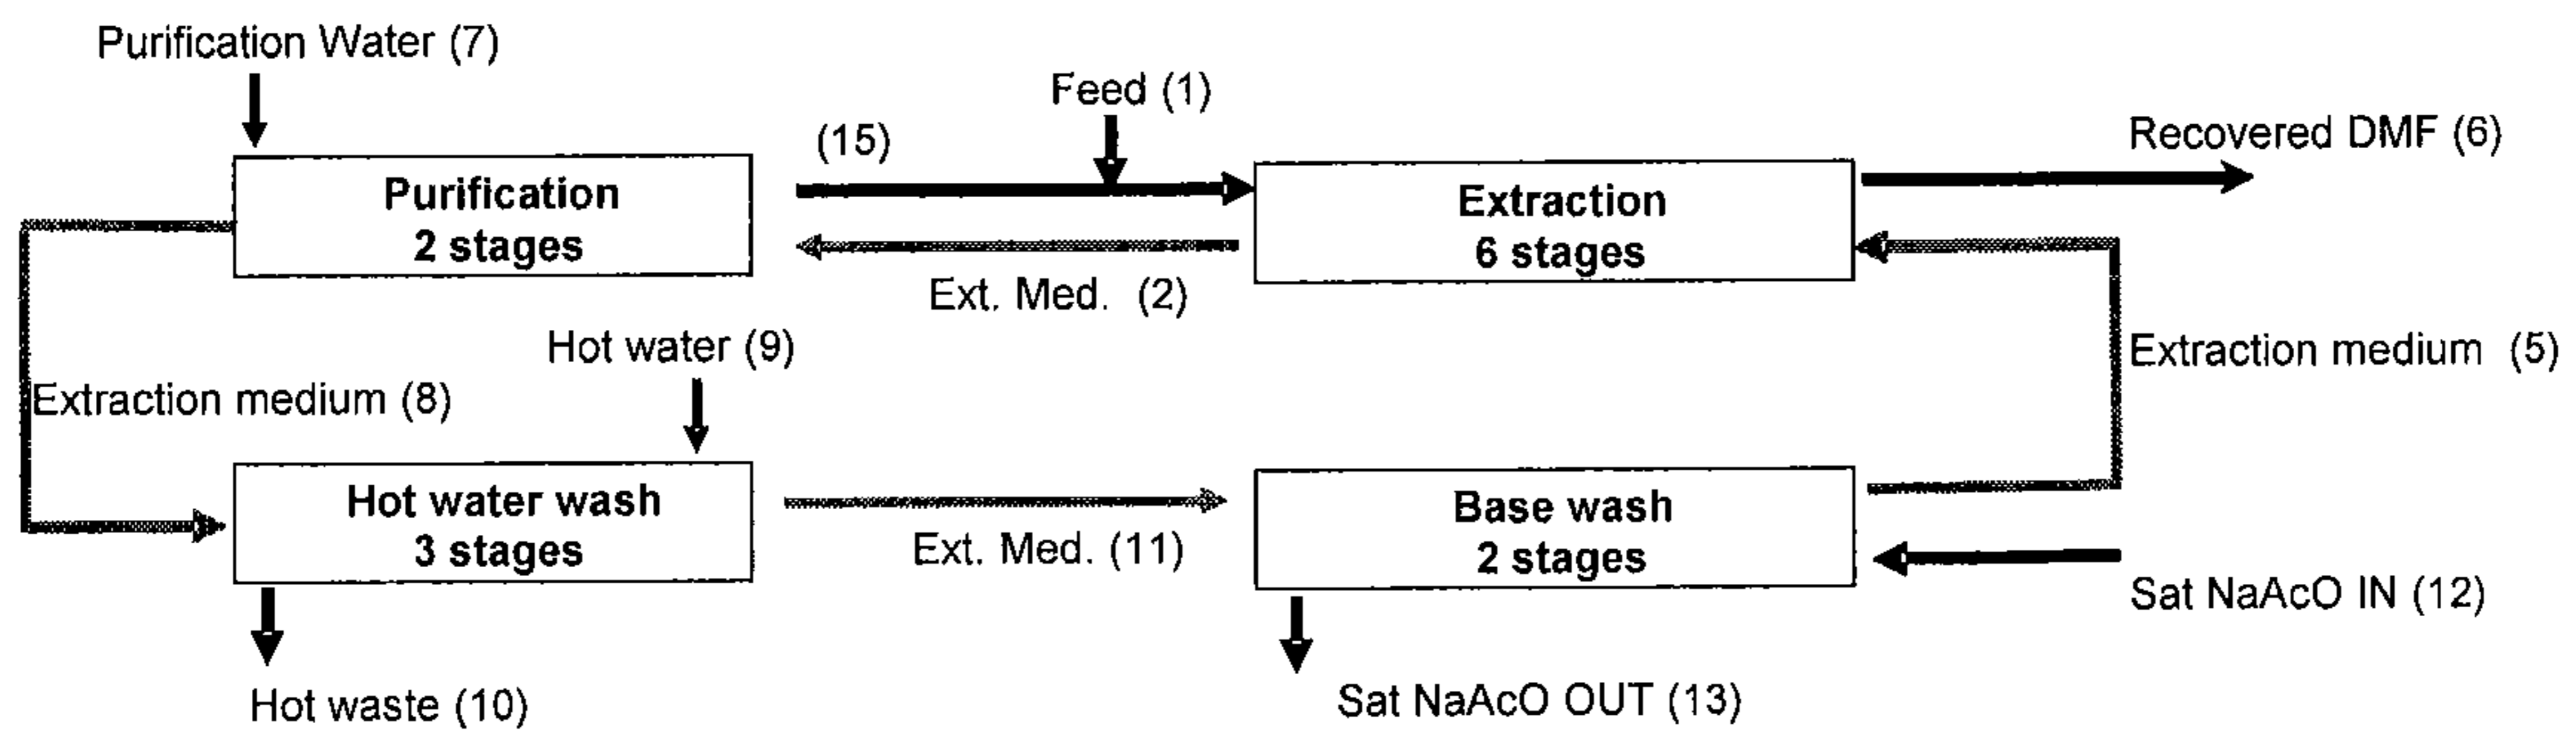 Purification Water (7)
Feed (1)
(15)
Recovered DMF (6)
Purification
2 stages
Extraction
6 stages
Ext. Med. (2)
Hot water (9)
Extraction medium (5)
Extraction medium (8)
Hot water wash
3 stages
Ext. Med. (11)
Base wash
2 stages
Sat NaAcO IN (12)
Hot waste (10)
Sat NaAcO OUT (13)